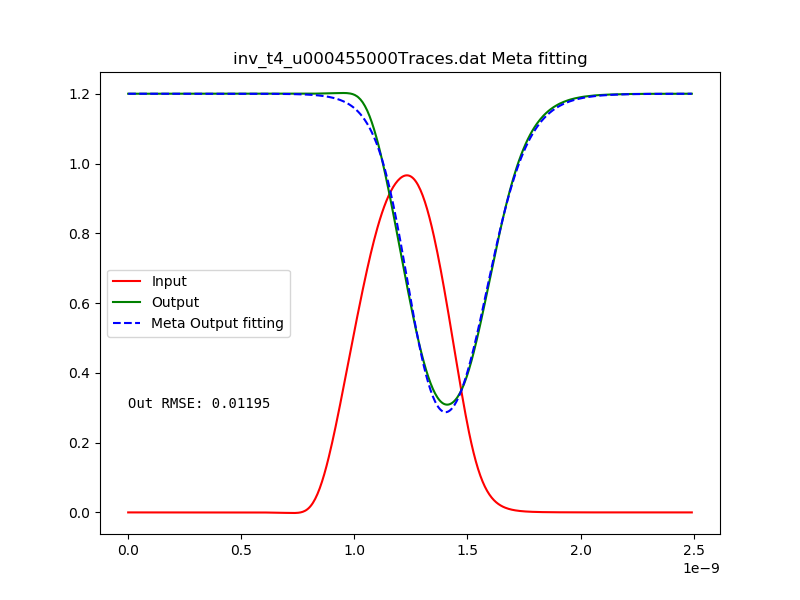 inv_t4_u000455000Traces.dat Meta fitting
1.2
1.0
0.8
0.6
0.4
0.2
0.0
Input
Output
Meta Output fitting
Out RMSE: 0.01195
0.0 0.5 1.0 1.5 2.0 2.5
1e−9